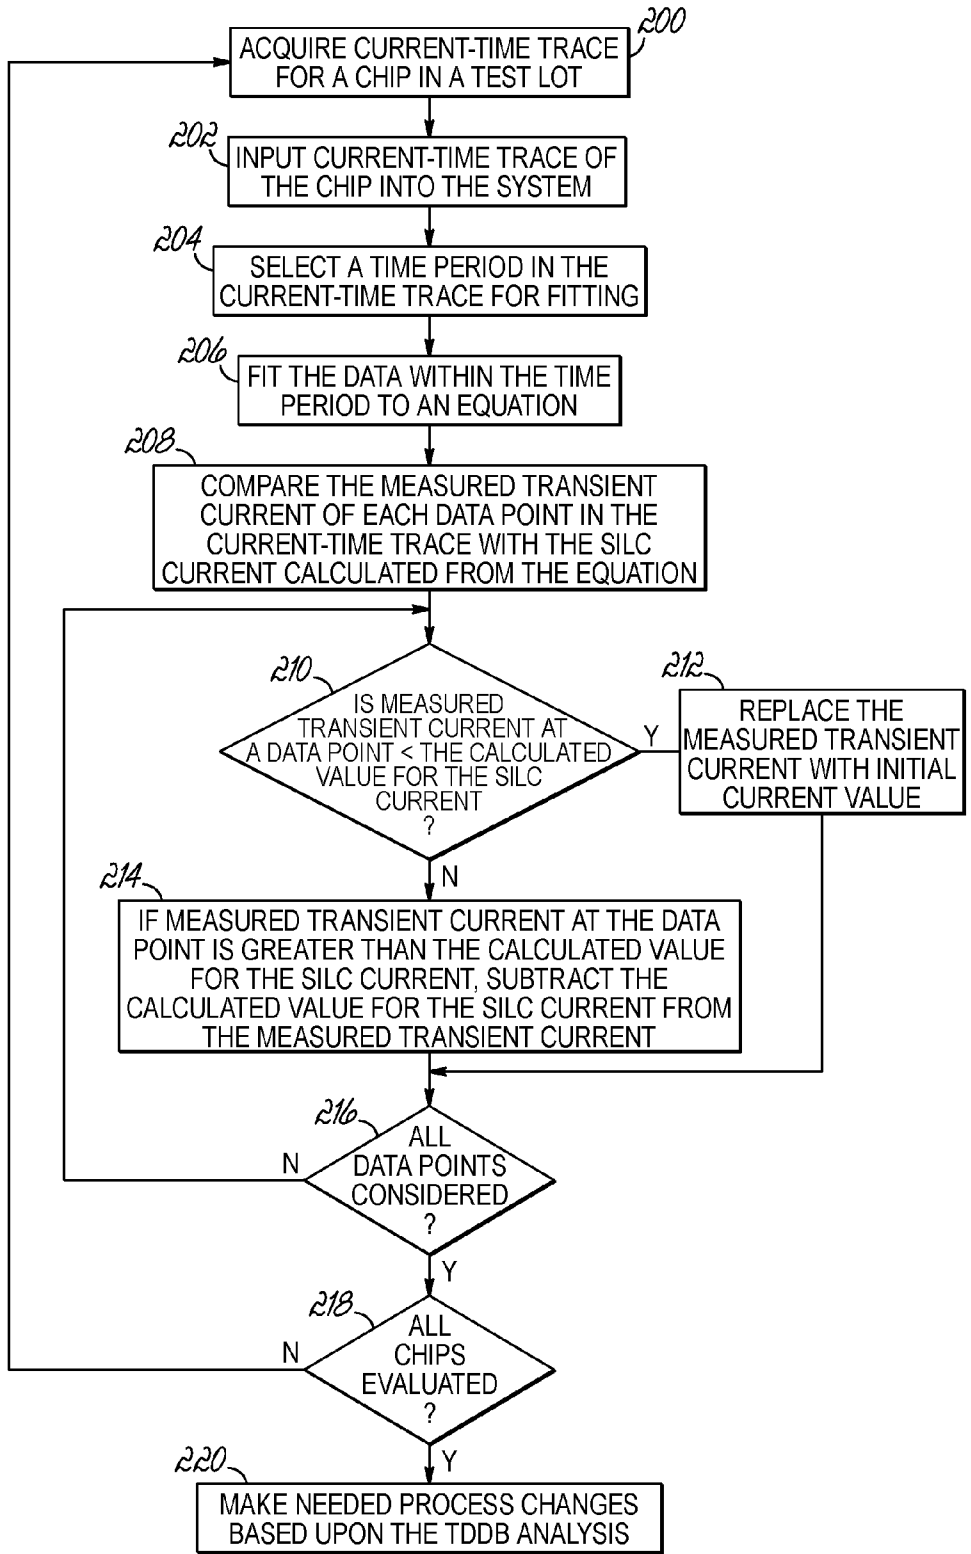 200
ACQUIRE CURRENT-TIME TRACE
FOR A CHIP IN A TEST LOT
202
INPUT CURRENT-TIME TRACE OF
THE CHIP INTO THE SYSTEM
204
SELECT A TIME PERIOD IN THE
CURRENT-TIME TRACE FOR FITTING
206
FIT THE DATA WITHIN THE TIME
PERIOD TO AN EQUATION
208
COMPARE THE MEASURED TRANSIENT
CURRENT OF EACH DATA POINT IN THE
CURRENT-TIME TRACE WITH THE SILC
CURRENT CALCULATED FROM THE EQUATION
210
IS MEASURED
TRANSIENT CURRENT AT
A DATA POINT < THE CALCULATED
VALUE FOR THE SILC
CURRENT
?
Y
212
REPLACE THE
MEASURED TRANSIENT
CURRENT WITH INITIAL
CURRENT VALUE
N
214
IF MEASURED TRANSIENT CURRENT AT THE DATA
POINT IS GREATER THAN THE CALCULATED VALUE
FOR THE SILC CURRENT, SUBTRACT THE
CALCULATED VALUE FOR THE SILC CURRENT FROM
THE MEASURED TRANSIENT CURRENT
216
ALL
DATA POINTS
CONSIDERED
?
N
Y
218
ALL
CHIPS
EVALUATED
?
N
Y
220
MAKE NEEDED PROCESS CHANGES
BASED UPON THE TDDB ANALYSIS